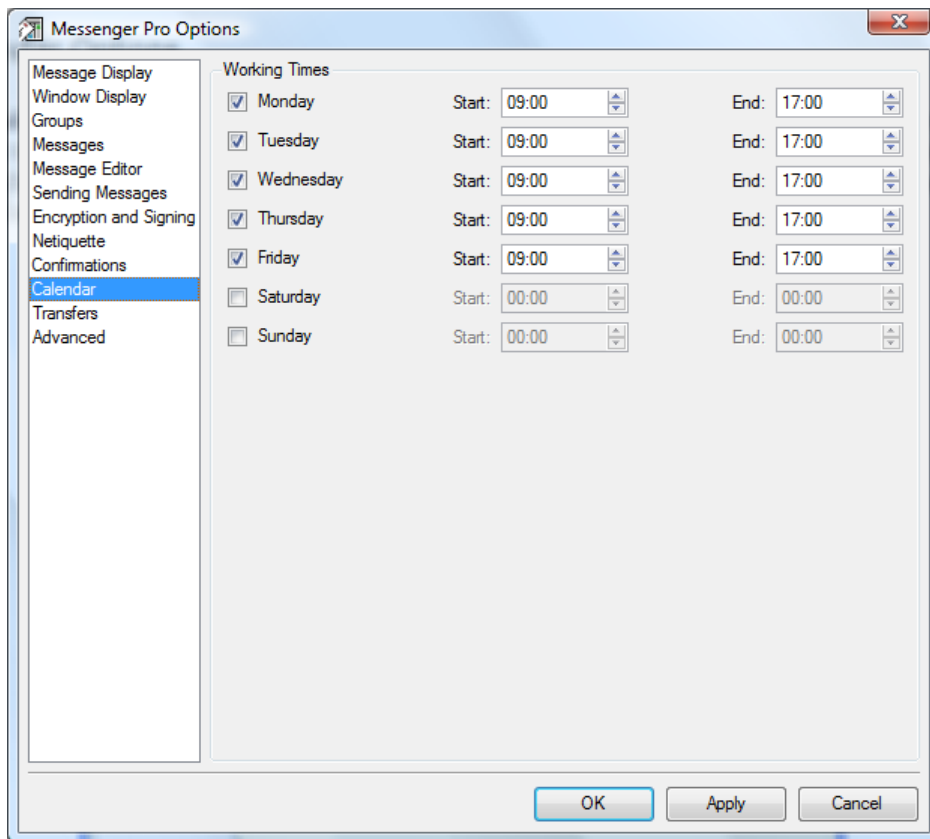 Messenger Pro Options
Message Display
Window Display
Groups
Messages
Message Editor
Sending Messages
Encryption and Signing
Netiquette
Confirmations
Calendar
Transfers
Advanced
Working Times
Monday Start: 09:00 End: 17:00
Tuesday Start: 09:00 End: 17:00
Wednesday Start: 09:00 End: 17:00
Thursday Start: 09:00 End: 17:00
Friday Start: 09:00 End: 17:00
Saturday Start: 00:00 End: 00:00
Sunday Start: 00:00 End: 00:00
OK Apply Cancel